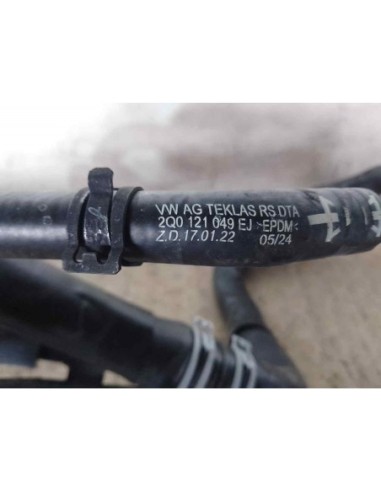 VW AG TEKLAS RS DTA
2Q0 121 049 EJ >EPDM<
Z.D.17.01.22 05/24